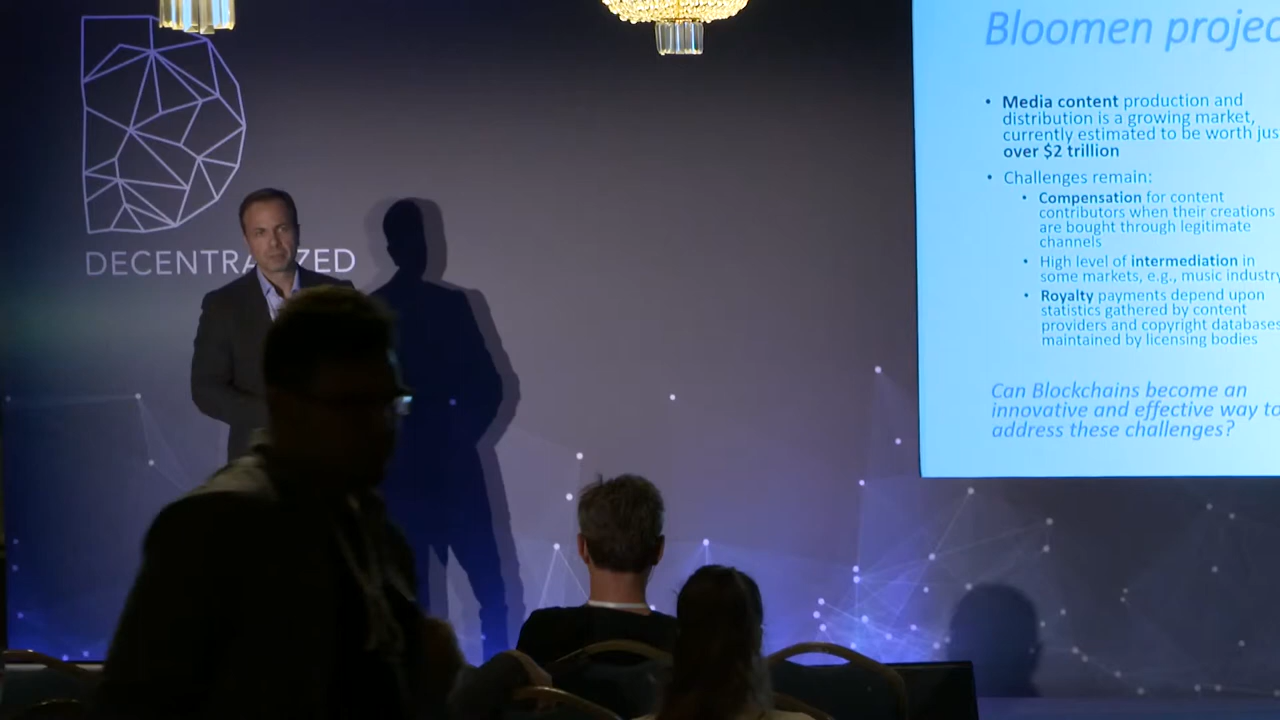 DECENTRA ZED
Bloomen projec
• Media content production and
distribution is a growing market,
currently estimated to be worth jus
over $2 trillion
• Challenges remain:
• Compensation for content
contributors when their creations
are bought through legitimate
channels
• High level of intermediation in
some markets, e.g., music industry
• Royalty payments depend upon
statistics gathered by content
providers and copyright databases
maintained by licensing bodies
Can Blockchains become an
innovative and effective way to
address these challenges?